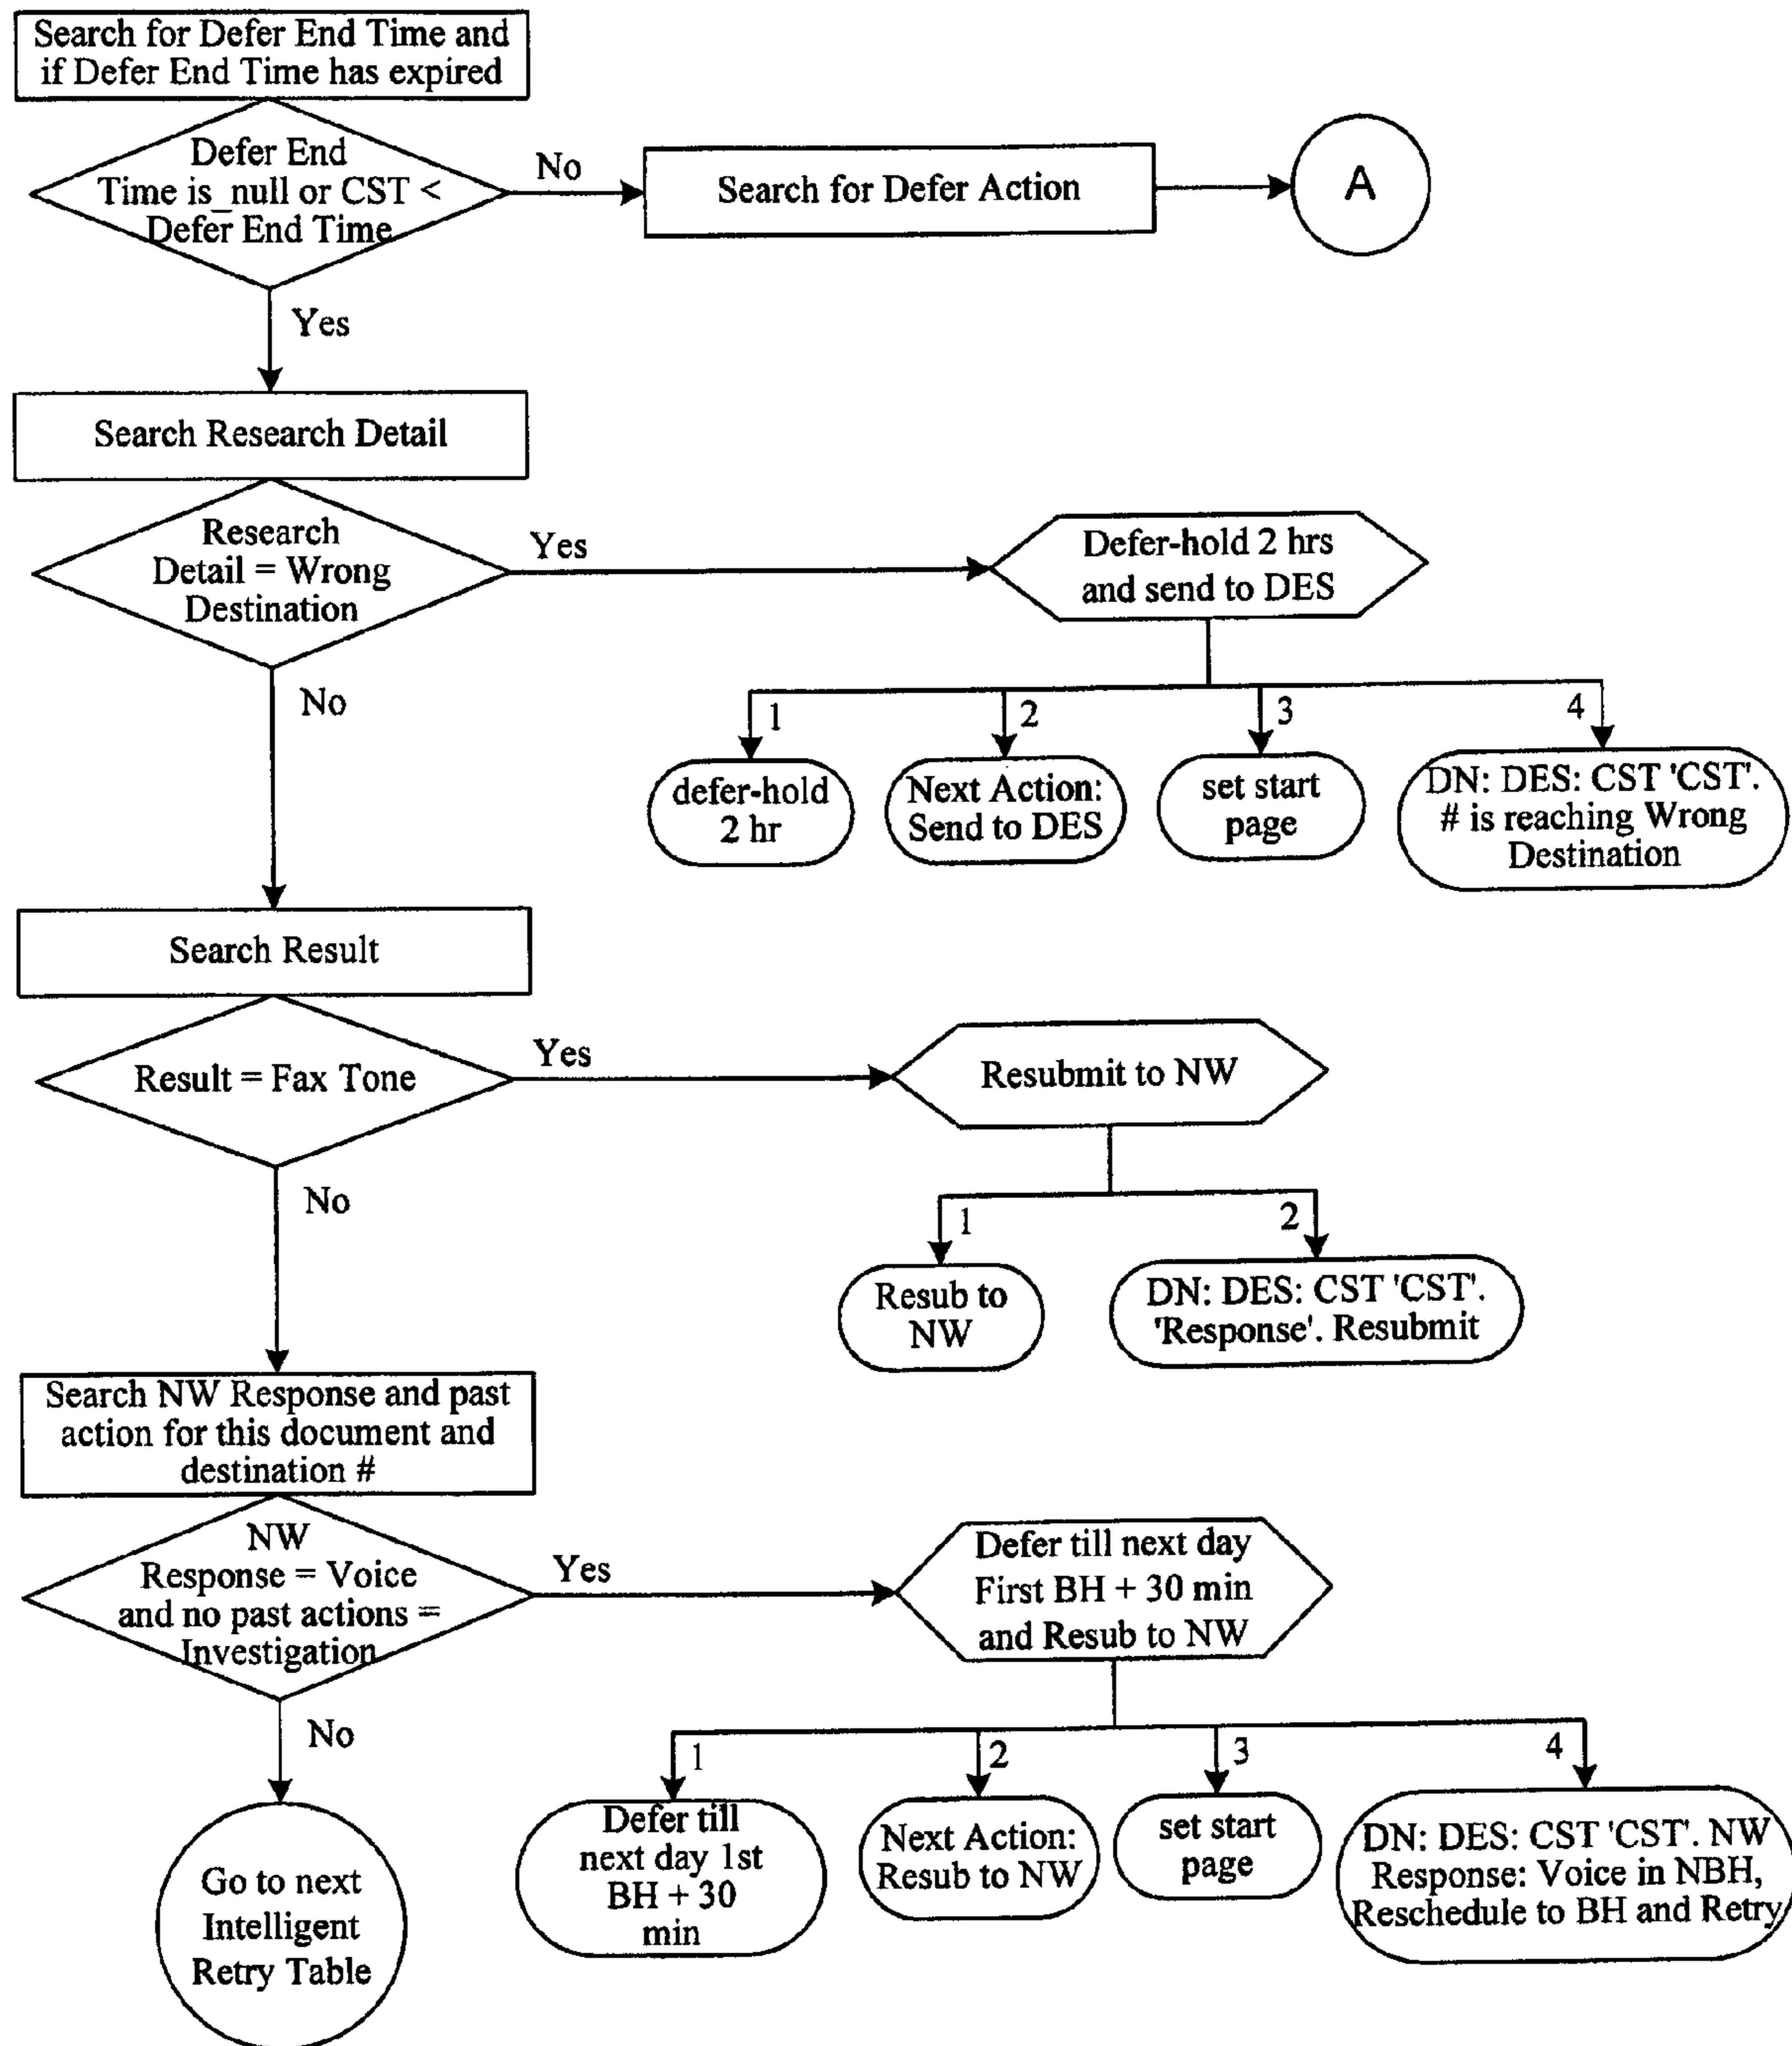 Search for Defer End Time and
if Defer End Time has expired
Defer End
Time is_null or CST <
Defer End Time
No
Search for Defer Action
A
Yes
Search Research Detail
Research
Detail = Wrong
Destination
Yes
Defer-hold 2 hrs
and send to DES
No
1
2
3
4
defer-hold
2 hr
Next Action:
Send to DES
set start
page
DN: DES: CST 'CST'.
# is reaching Wrong
Destination
Search Result
Result = Fax Tone
Yes
Resubmit to NW
No
1
2
Resub to
NW
DN: DES: CST 'CST'.
'Response'. Resubmit
Search NW Response and past
action for this document and
destination #
NW
Response = Voice
and no past actions =
Investigation
Yes
Defer till next day
First BH + 30 min
and Resub to NW
No
1
2
3
4
Defer till
next day 1st
BH + 30
min
Next Action:
Resub to NW
set start
page
DN: DES: CST 'CST'. NW
Response: Voice in NBH,
Reschedule to BH and Retry
Go to next
Intelligent
Retry Table